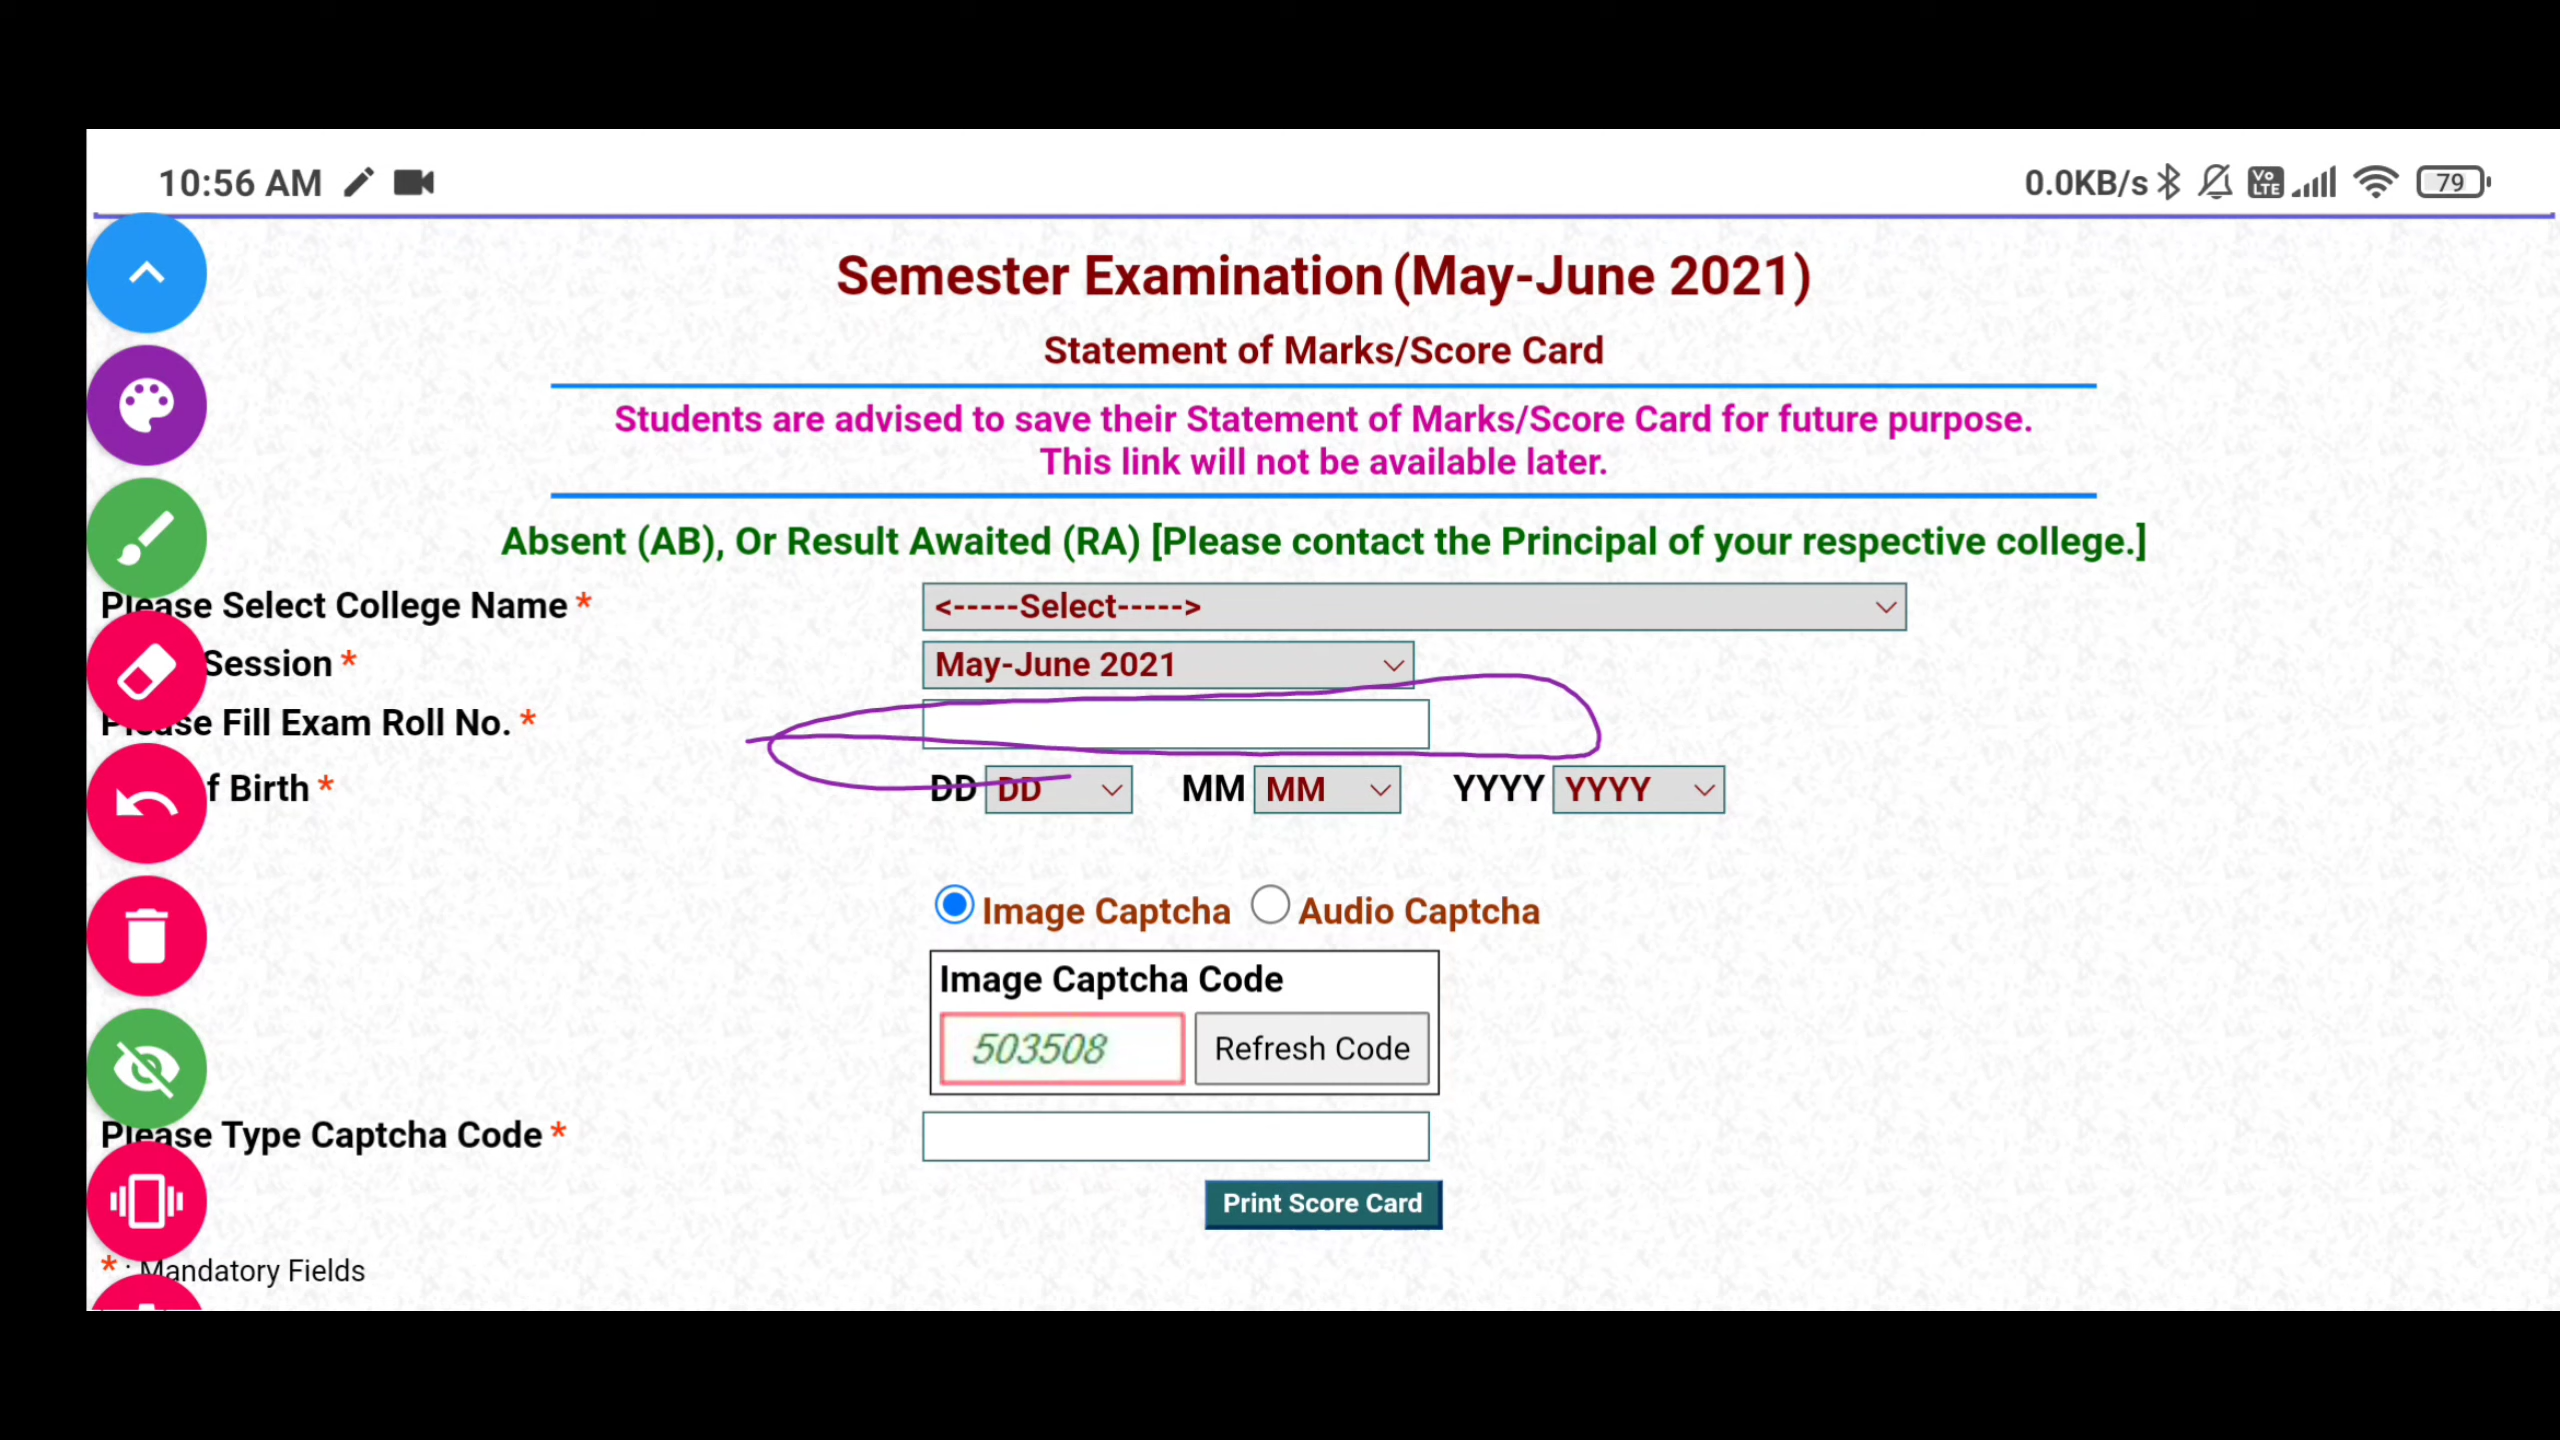 10:56 AM
0.0KB/s Vo LTE 79
Semester Examination (May-June 2021)
Statement of Marks/Score Card
Students are advised to save their Statement of Marks/Score Card for future purpose.
This link will not be available later.
Absent (AB), Or Result Awaited (RA) [Please contact the Principal of your respective college.]
Please Select College Name * <-----Select----->
Session * May-June 2021
Please Fill Exam Roll No. *
f Birth * DD DD MM MM YYYY YYYY
Image Captcha Audio Captcha
Image Captcha Code
503508 Refresh Code
Please Type Captcha Code *
Print Score Card
* : Mandatory Fields